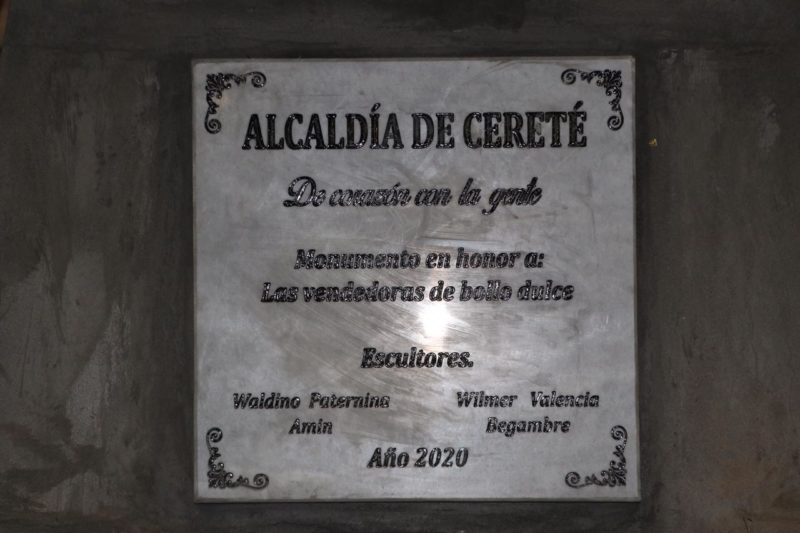 ALCALDÍA DE CERETÉ
De corazón con la gente
Monumento en honor a:
Las vendedoras de bollo dulce
Escultores.
Waldino Paternina Wilmer Valencia
Amin Begambre
Año 2020